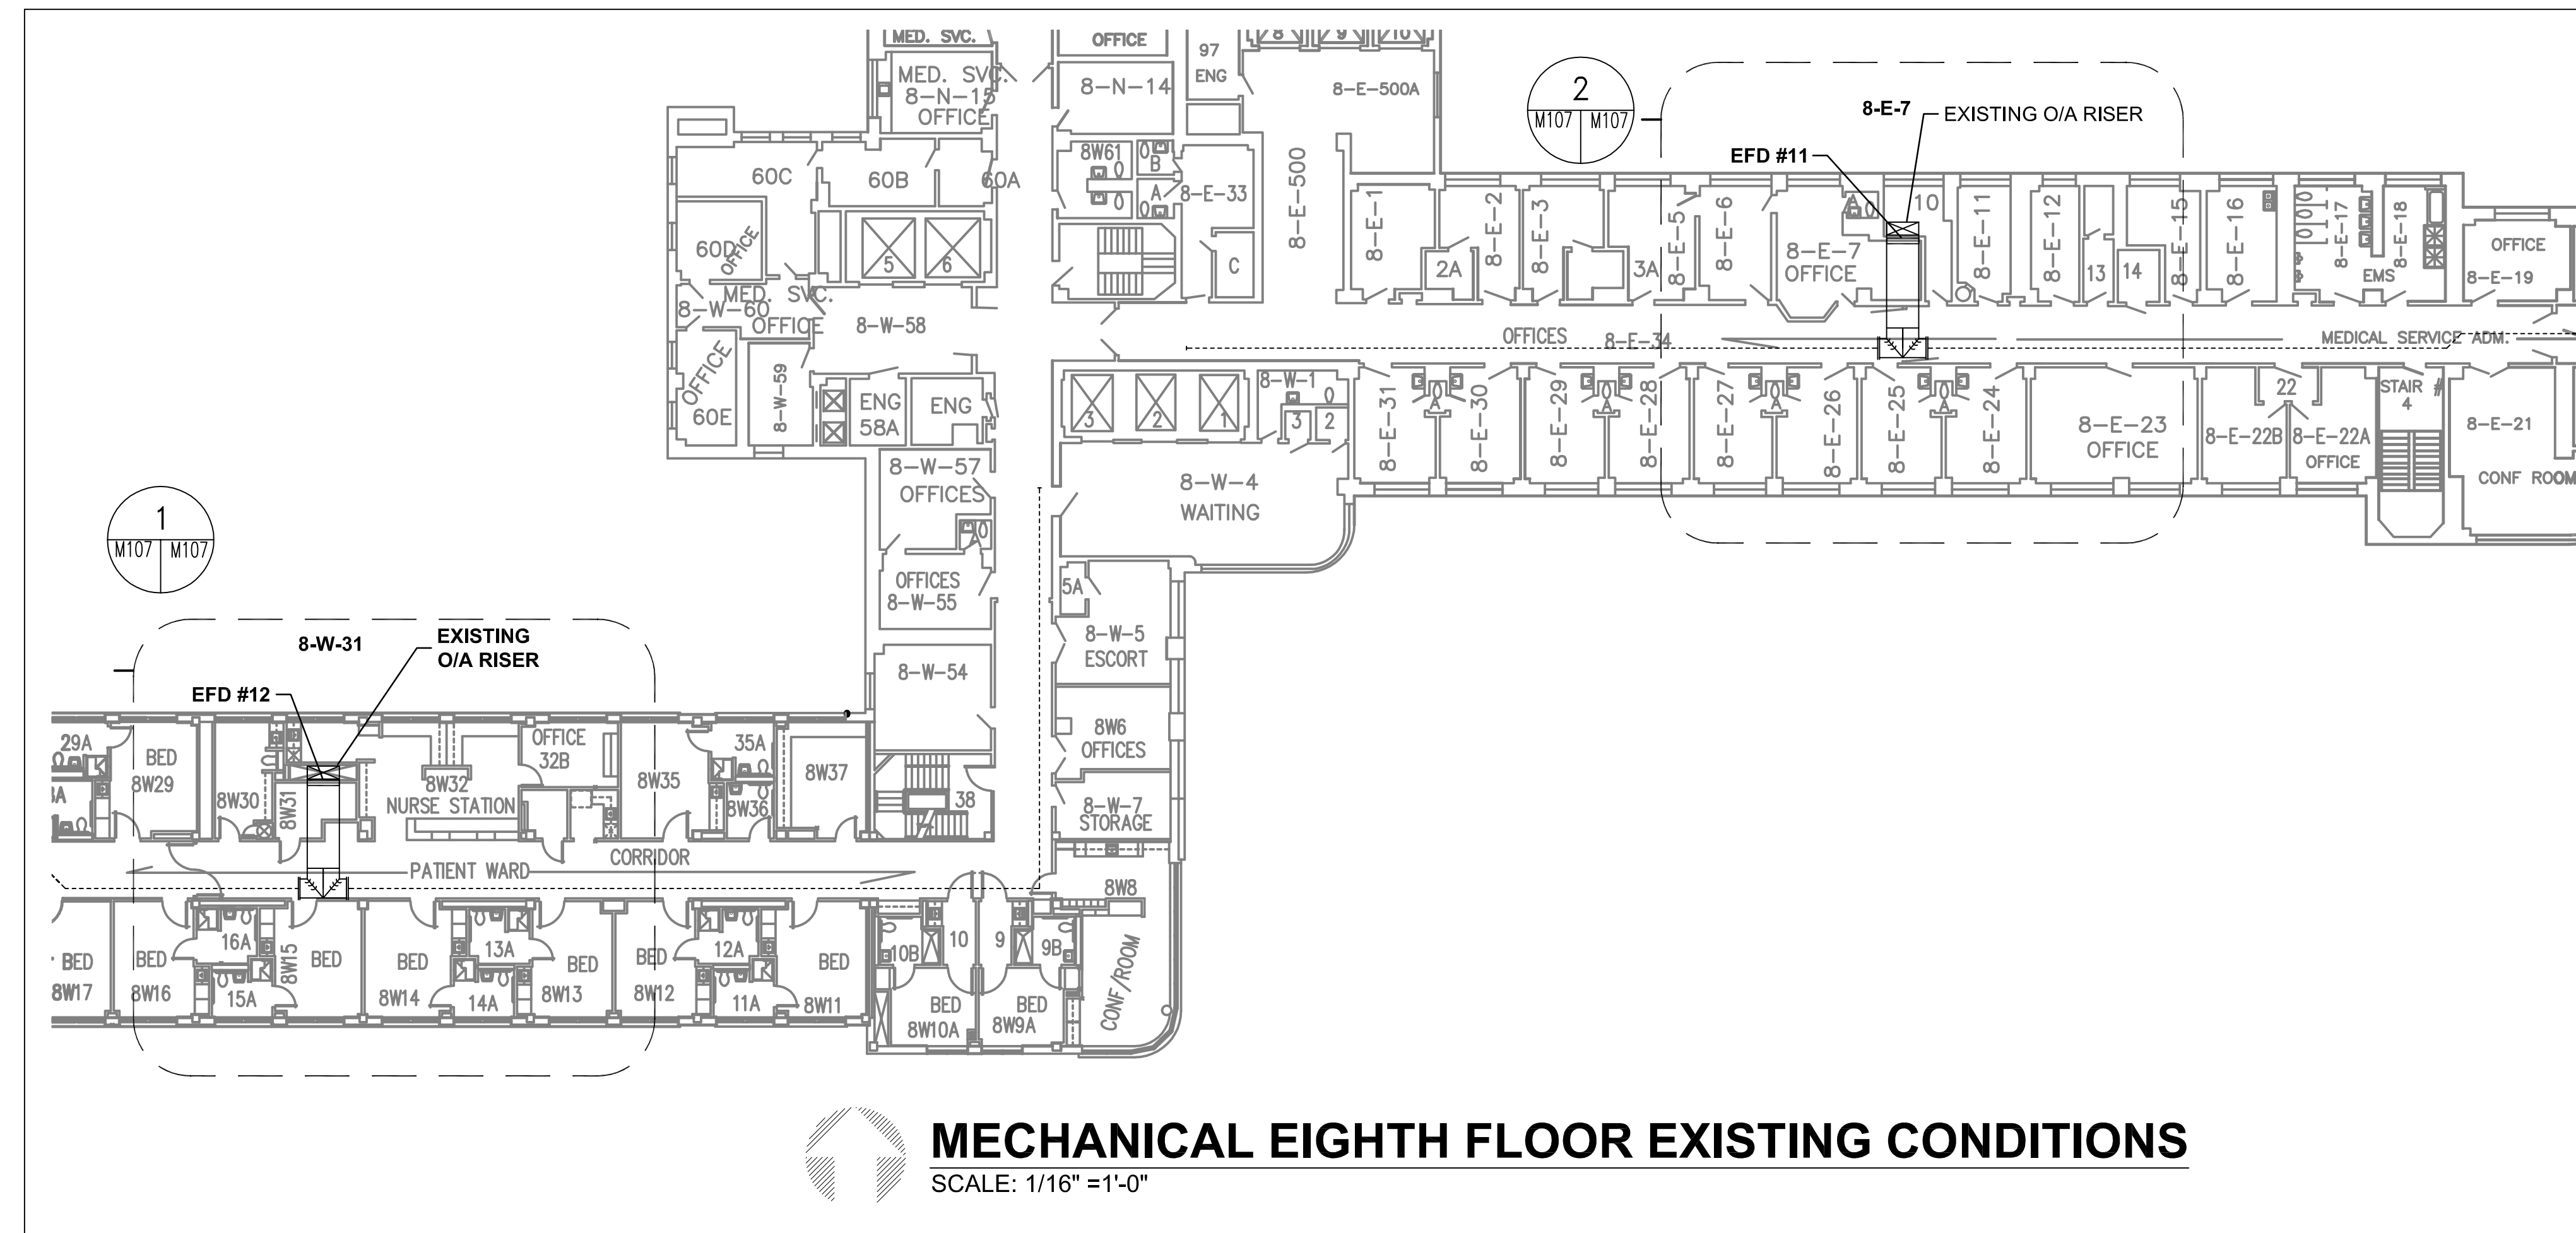 MED. SVC.
OFFICE
97
ENG
8
9
10
MED. SVC.
8-N-15
OFFICE
8-N-14
8-E-500A
2
M107
M107
8-E-7
EXISTING O/A RISER
EFD #11
60C
60B
60A
8W61
B
A
8-E-33
8-E-500
8-E-1
2A
8-E-2
8-E-3
3A
8-E-5
8-E-6
8-E-7
OFFICE
A
10
8-E-11
8-E-12
13
14
8-E-15
8-E-16
8-E-17
8-E-18
EMS
OFFICE
8-E-19
60D
OFFICE
5
6
C
MED. SVC.
8-W-60
OFFICE
8-W-58
OFFICES
8-E-34
MEDICAL SERVICE ADM.
OFFICE
60E
8-W-59
ENG
58A
ENG
3
2
1
8-W-1
3
2
8-E-31
A
8-E-30
8-E-29
A
8-E-28
8-E-27
A
8-E-26
8-E-25
A
8-E-24
8-E-23
OFFICE
22
8-E-22B
8-E-22A
OFFICE
STAIR #
4
8-E-21
CONF ROOM
8-W-57
OFFICES
A
8-W-4
WAITING
1
M107
M107
OFFICES
8-W-55
5A
8-W-5
ESCORT
8-W-31
EXISTING
O/A RISER
EFD #12
8-W-54
8W6
OFFICES
29A
BED
8W29
8W30
8W31
8W32
NURSE STATION
OFFICE
32B
8W35
35A
8W36
8W37
38
8-W-7
STORAGE
PATIENT WARD
CORRIDOR
8W8
BED
8W17
BED
8W16
16A
15A
8W15
BED
BED
8W14
13A
14A
BED
8W13
BED
8W12
12A
11A
BED
8W11
10B
10
9
9B
BED
8W10A
BED
8W9A
CONF/ROOM
MECHANICAL EIGHTH FLOOR EXISTING CONDITIONS
SCALE: 1/16" =1'-0"